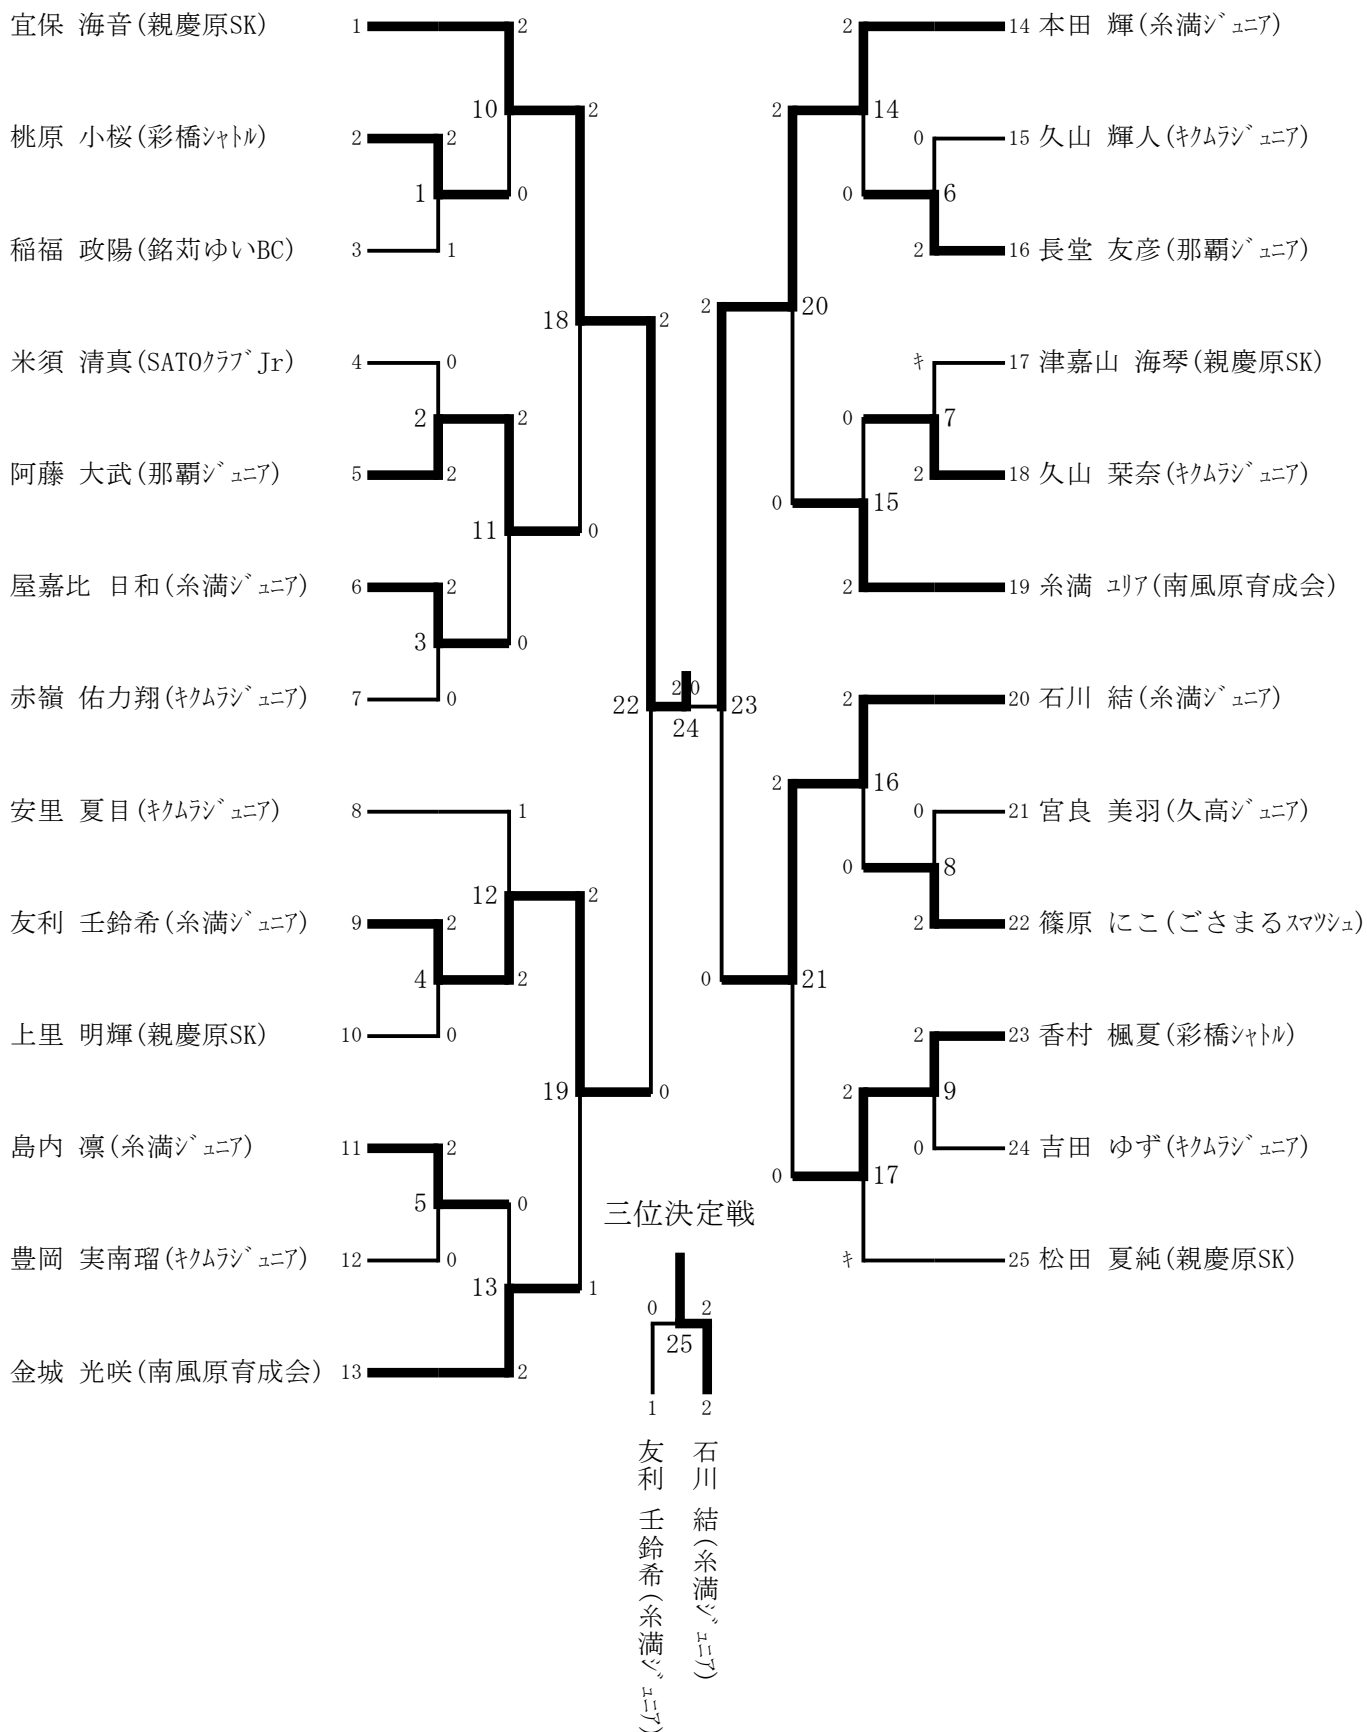 宜保 海音(親慶原SK) 1 2
10 2
桃原 小桜(彩橋シャトル) 2 2
1 0
稲福 政陽(銘苅ゆいBC) 3 1
18 2
米須 清真(SATOクラブJr) 4 0
2 2
阿藤 大武(那覇ジュニア) 5 2
11 0
屋嘉比 日和(糸満ジュニア) 6 2
3 0
赤嶺 佑力翔(キクムラジュニア) 7 0
22 2 0 23
24
安里 夏目(キクムラジュニア) 8 1
12 2
友利 壬鈴希(糸満ジュニア) 9 2
4 2
上里 明輝(親慶原SK) 10 0
19 0
島内 凛(糸満ジュニア) 11 2
5 0
豊岡 実南瑠(キクムラジュニア) 12 0
13 1
金城 光咲(南風原育成会) 13 2
2 14 本田 輝(糸満ジュニア)
2 14
0 15 久山 輝人(キクムラジュニア)
0 6
2 16 長堂 友彦(那覇ジュニア)
2 20
キ 17 津嘉山 海琴(親慶原SK)
0 7
2 18 久山 栞奈(キクムラジュニア)
0 15
2 19 糸満 ユリア(南風原育成会)
2 20 石川 結(糸満ジュニア)
2 16
0 21 宮良 美羽(久高ジュニア)
0 8
2 22 篠原 にこ(ごさまるスマツシュ)
0 21
2 23 香村 楓夏(彩橋シャトル)
2 9
0 24 吉田 ゆず(キクムラジュニア)
0 17
キ 25 松田 夏純(親慶原SK)
三位決定戦
0 2
25
1 2
友利 壬鈴希(糸満ジュニア)
石川 結(糸満ジュニア)